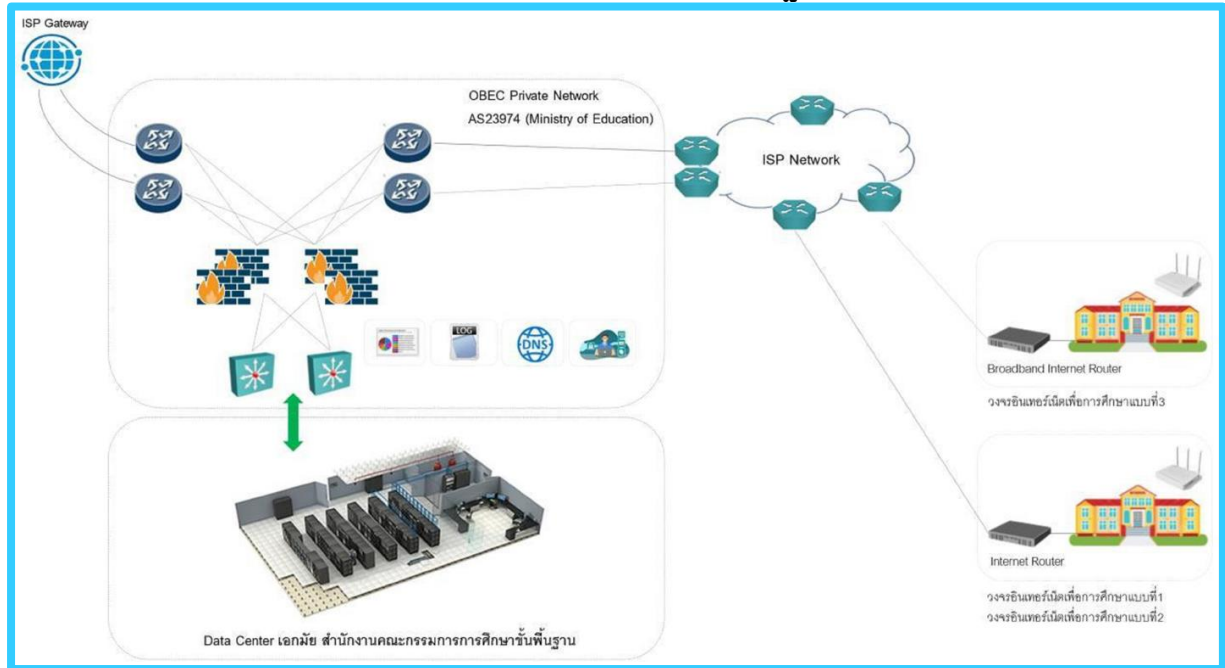 ISP Gateway
OBEC Private Network
AS23974 (Ministry of Education)
ISP Network
LOG
DNS
Broadband Internet Router
วงจรอินเทอร์เน็ตเพื่อการศึกษาแบบที่3
Internet Router
วงจรอินเทอร์เน็ตเพื่อการศึกษาแบบที่1
วงจรอินเทอร์เน็ตเพื่อการศึกษาแบบที่2
Data Center เอกมัย สำนักงานคณะกรรมการการศึกษาขั้นพื้นฐาน